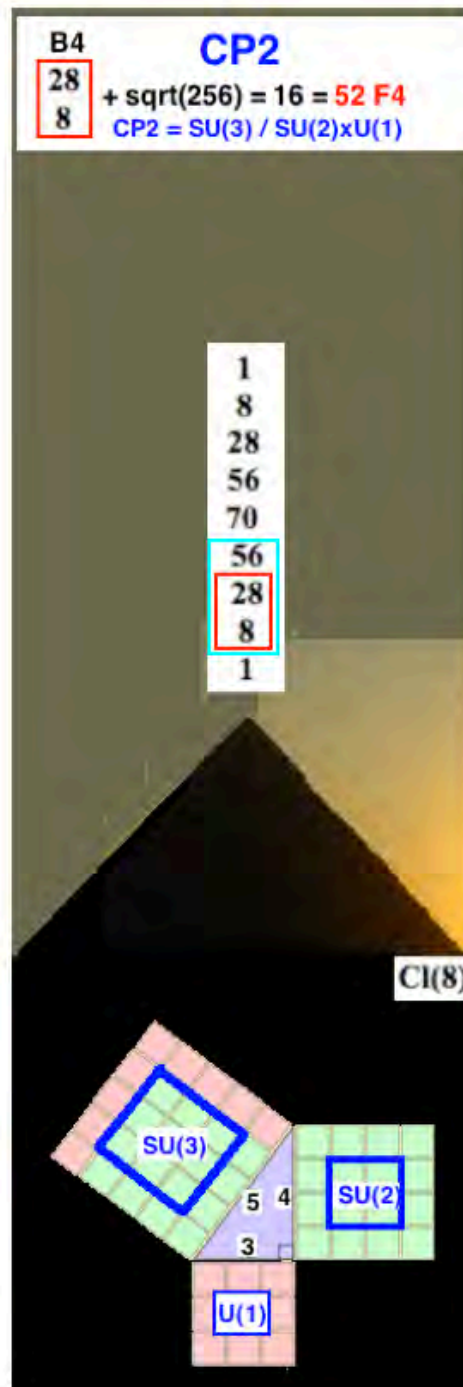 B4
CP2
28
8
+ sqrt(256) = 16 = 52 F4
CP2 = SU(3) / SU(2)xU(1)
1
8
28
56
70
56
28
8
1
Cl(8)
SU(3)
SU(2)
5
4
3
U(1)